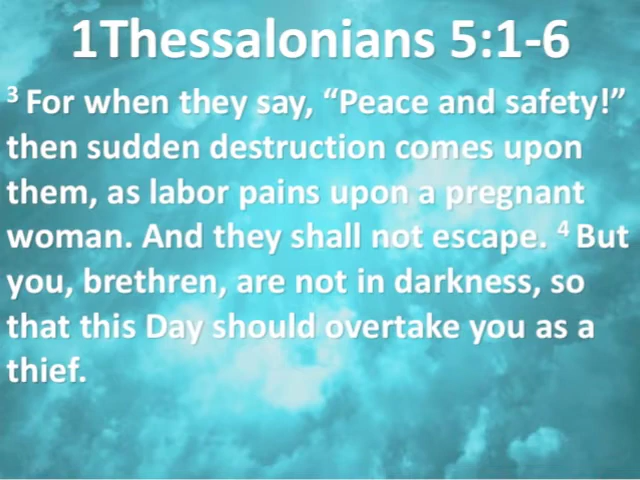 1Thessalonians 5:1-6
3 For when they say, “Peace and safety!”
then sudden destruction comes upon
them, as labor pains upon a pregnant
woman. And they shall not escape. 4 But
you, brethren, are not in darkness, so
that this Day should overtake you as a
thief.